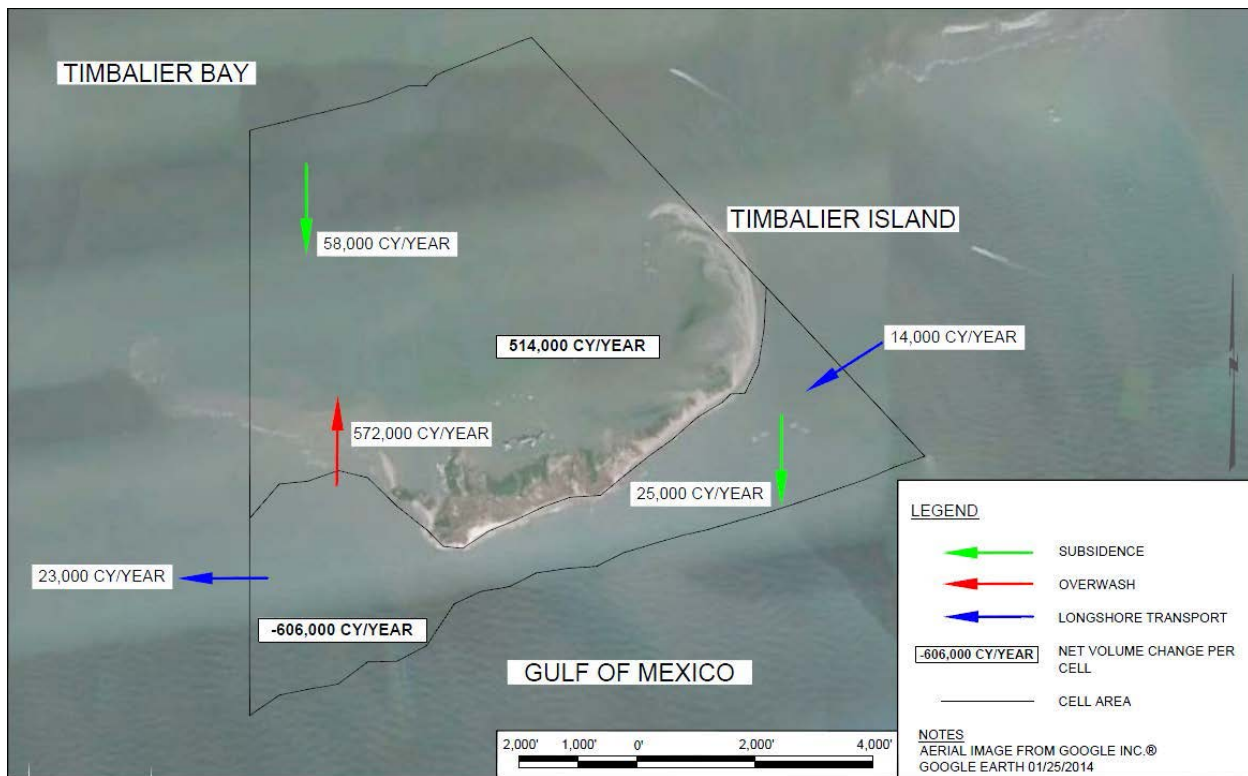 TIMBALIER BAY
TIMBALIER ISLAND
58,000 CY/YEAR
514,000 CY/YEAR
14,000 CY/YEAR
572,000 CY/YEAR
25,000 CY/YEAR
23,000 CY/YEAR
-606,000 CY/YEAR
GULF OF MEXICO
2,000' 1,000' 0' 2,000' 4,000'
LEGEND
SUBSIDENCE
OVERWASH
LONGSHORE TRANSPORT
-606,000 CY/YEAR NET VOLUME CHANGE PER
CELL
CELL AREA
NOTES
AERIAL IMAGE FROM GOOGLE INC.®
GOOGLE EARTH 01/25/2014